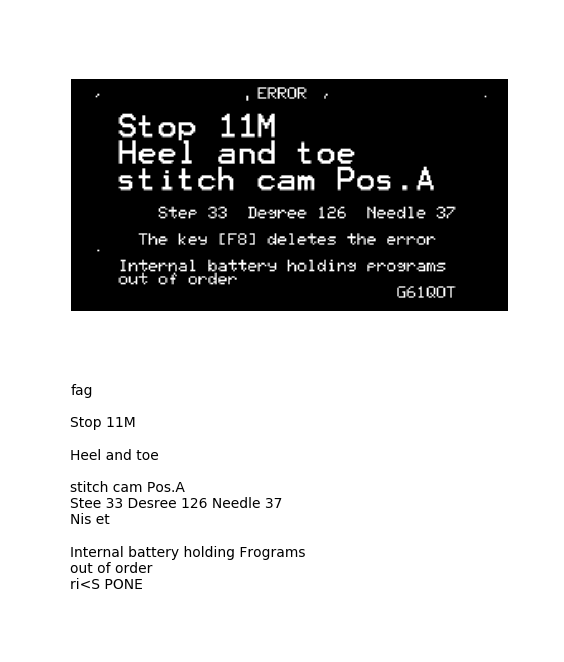 ERROR
Stop 11M
Heel and toe
stitch cam Pos.A
Step 33 Degree 126 Needle 37
The key [F8] deletes the error
Internal battery holding programs
out of order
G61Q0T
fag
Stop 11M
Heel and toe
stitch cam Pos.A
Stee 33 Desree 126 Needle 37
Nis et
Internal battery holding Frograms
out of order
ri<S PONE